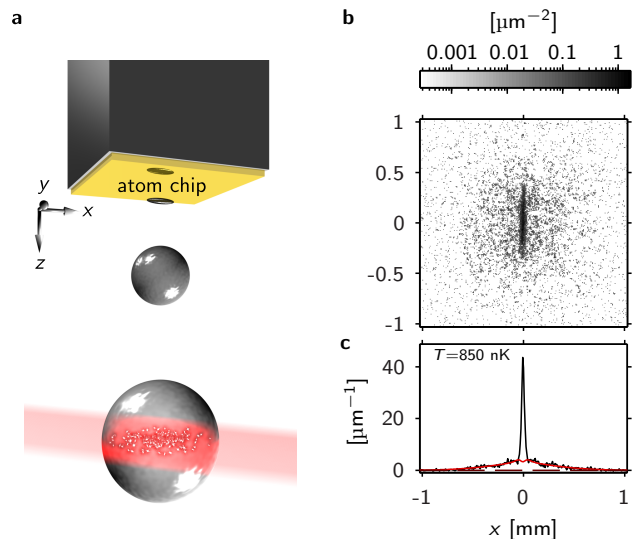 a
atom chip
y
x
z
b
[μm⁻²]
0.001 0.01 0.1 1
1
0.5
0
-0.5
-1
c
T=850 nK
[μm⁻¹]
40
20
0
-1 0 1
x [mm]